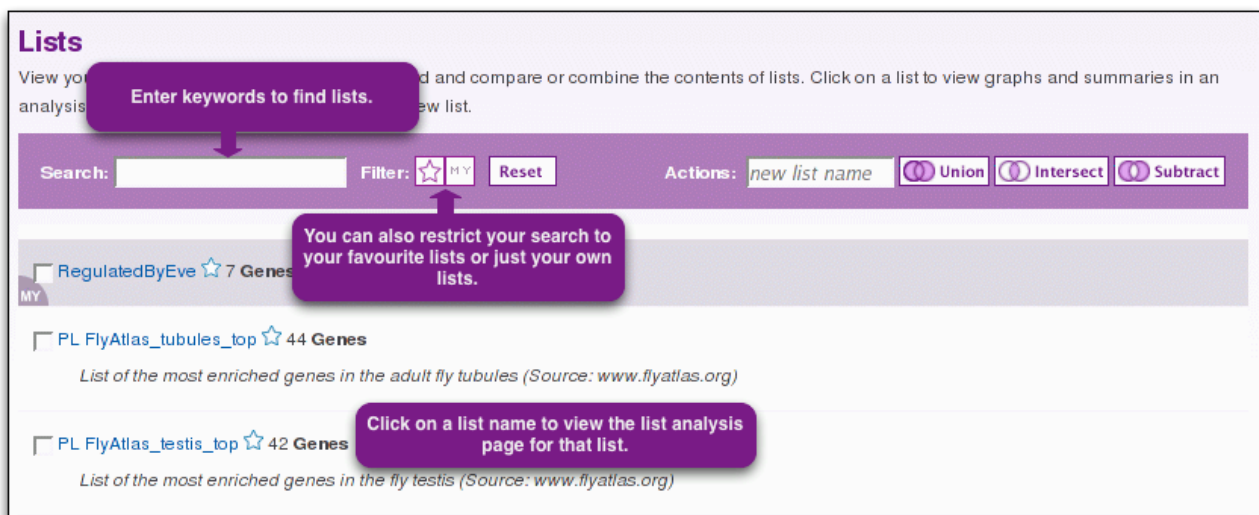 Lists
View yo
d and compare or combine the contents of lists. Click on a list to view graphs and summaries in an
analysis
ew list.
Enter keywords to find lists.
Search: Filter: MY Reset Actions: new list name Union Intersect Subtract
You can also restrict your search to
your favourite lists or just your own
lists.
RegulatedByEve 7 Genes
MY
PL FlyAtlas_tubules_top 44 Genes
List of the most enriched genes in the adult fly tubules (Source: www.flyatlas.org)
Click on a list name to view the list analysis
page for that list.
PL FlyAtlas_testis_top 42 Genes
List of the most enriched genes in the fly testis (Source: www.flyatlas.org)